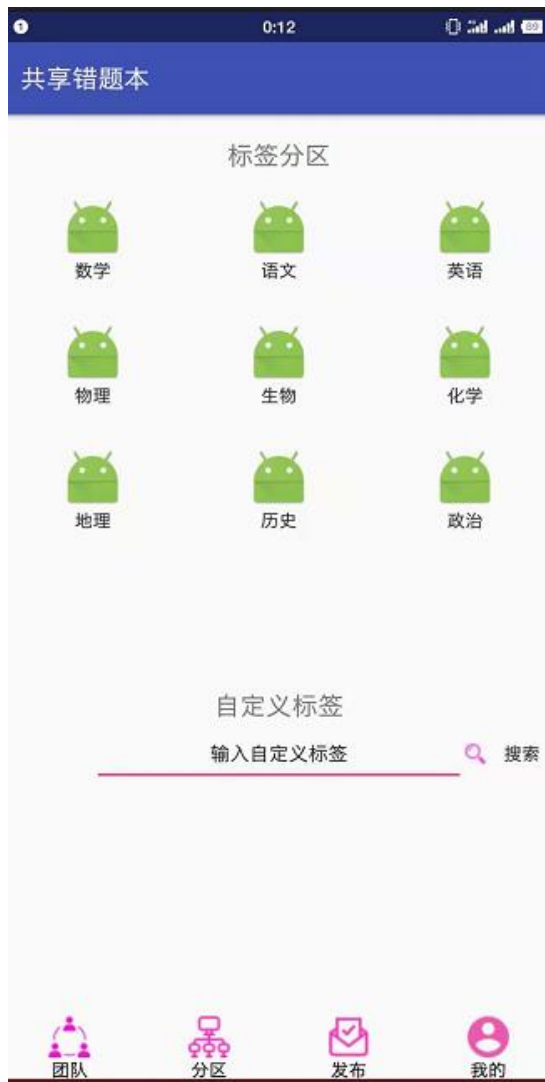 0:12
89
共享错题本
标签分区
数学 语文 英语
物理 生物 化学
地理 历史 政治
自定义标签
输入自定义标签 搜索
团队 分区 发布 我的